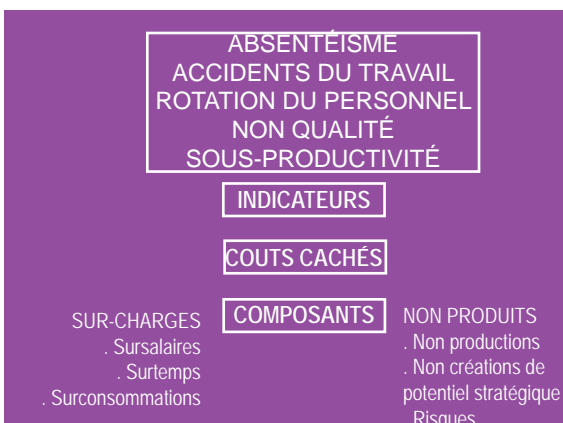 ABSENTÉISME
ACCIDENTS DU TRAVAIL
ROTATION DU PERSONNEL
NON QUALITÉ
SOUS-PRODUCTIVITÉ
INDICATEURS
COUTS CACHÉS
COMPOSANTS
SUR-CHARGES
. Sursalaires
. Surtemps
. Surconsommations
NON PRODUITS
. Non productions
. Non créations de
potentiel stratégique
. Risques